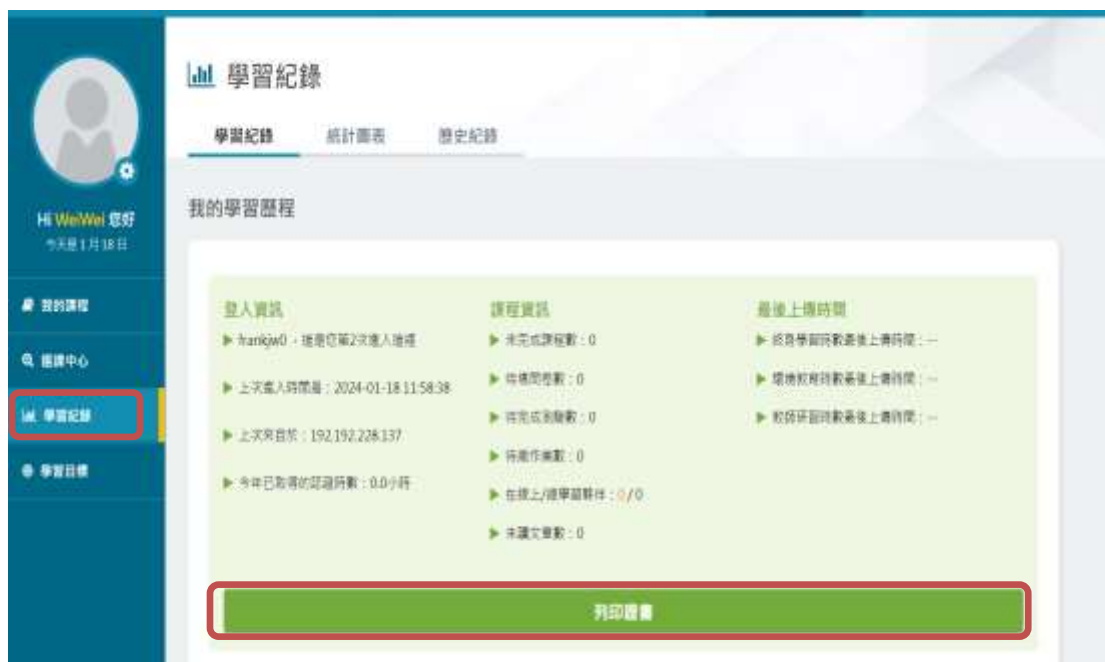 學習紀錄
學習紀錄 統計圖表 歷史紀錄
Hi WeiWei 您好
今天是1月18日
我的課程
選課中心
學習紀錄
學習目標
我的學習歷程
登入資訊
frankjw0，這是您第2次進入這裡
上次進入時間是：2024-01-18 11:58:38
上次來自於：192.192.228.137
今年已取得的認證時數：0.0小時
課程資訊
未完成課程數：0
待填問卷數：0
待完成測驗數：0
待繳作業數：0
在線上/總學習夥伴：0/0
未讀文章數：0
最後上傳時間
終身學習時數最後上傳時間：--
環境教育時數最後上傳時間：--
教師研習時數最後上傳時間：--
列印證書